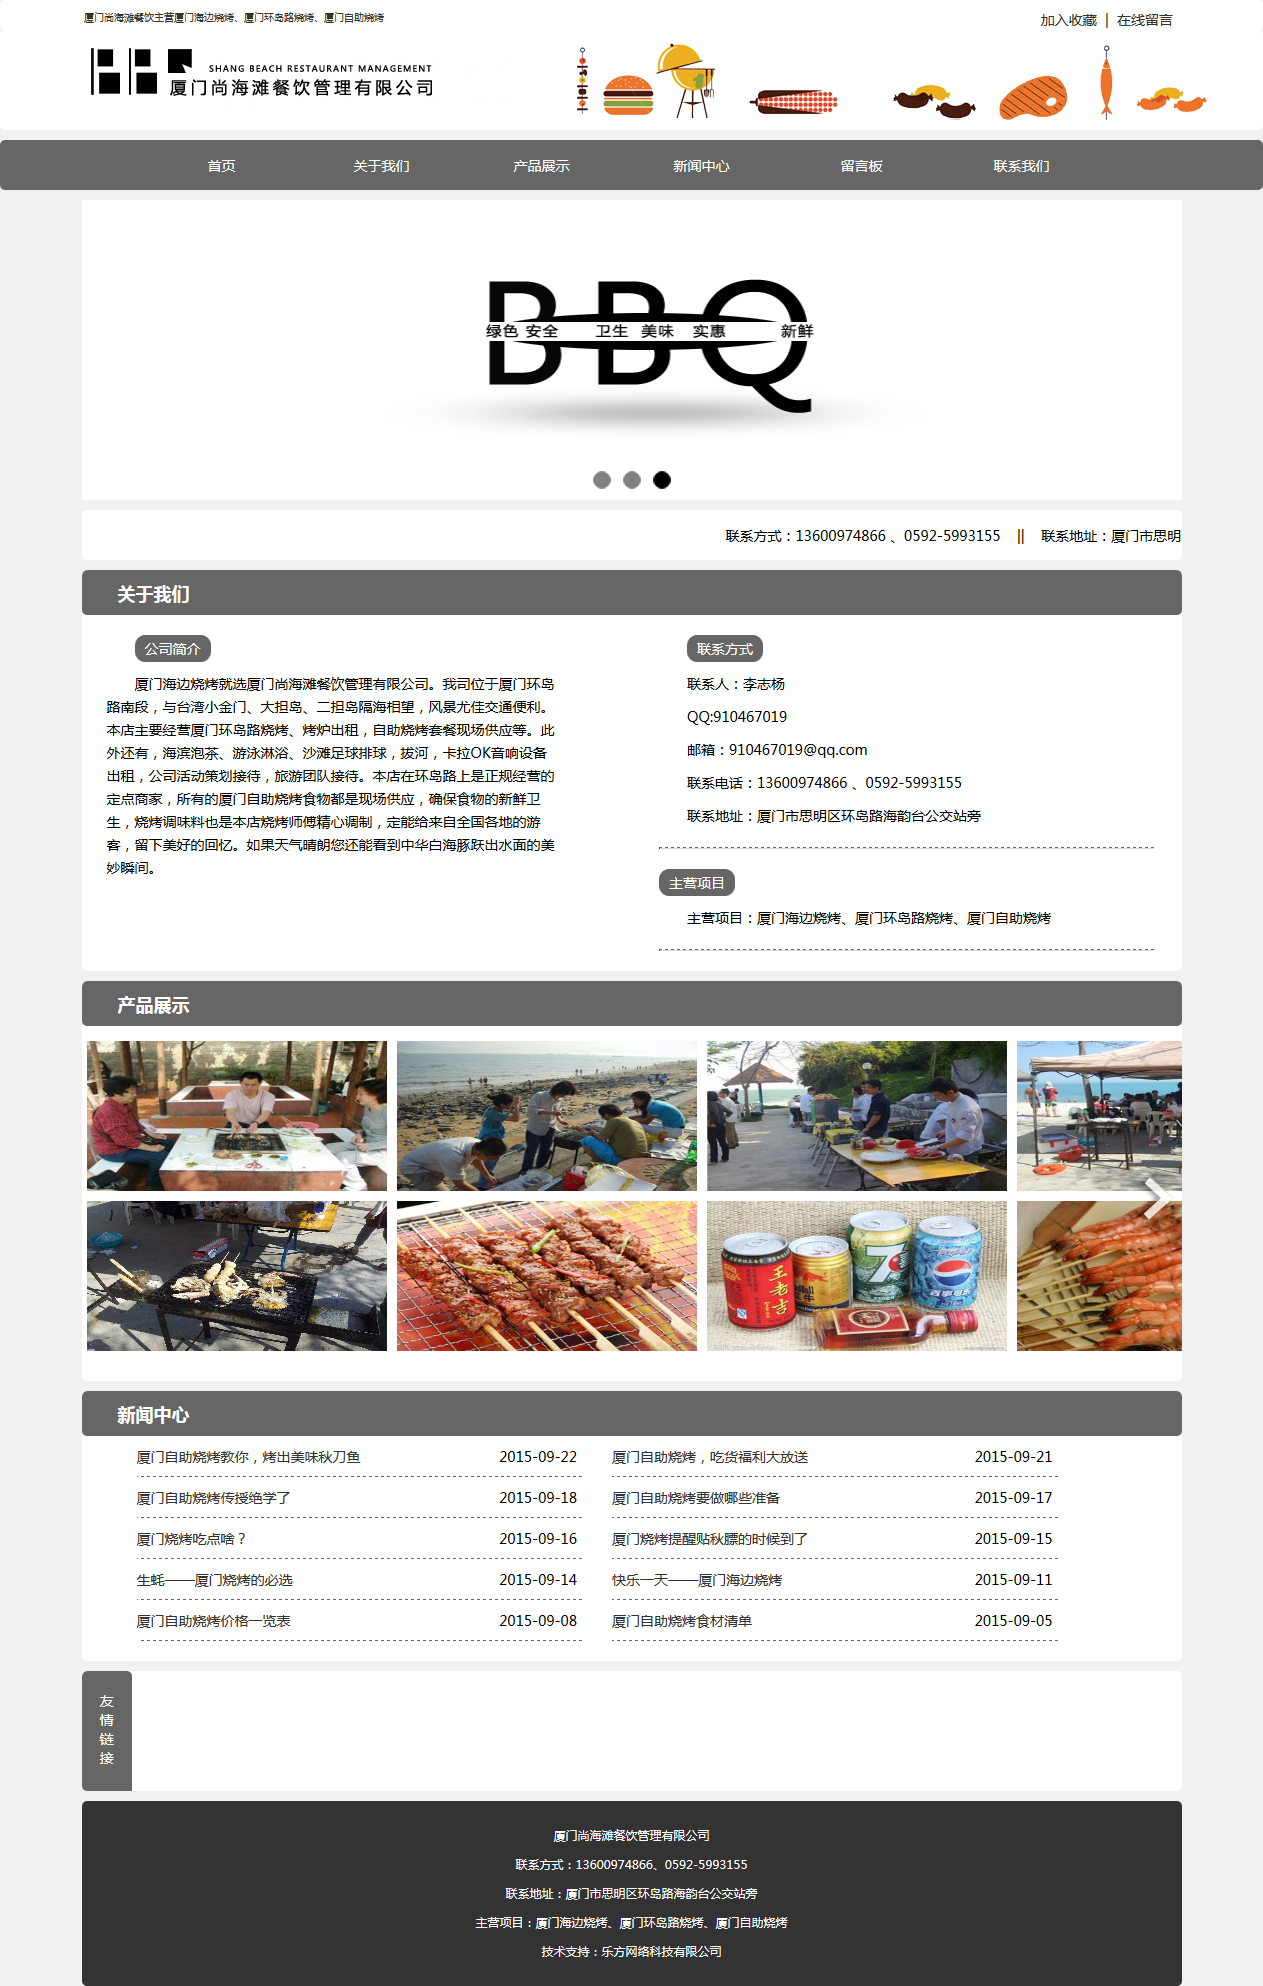 厦门尚海滩餐饮主营厦门海边烧烤、厦门环岛路烧烤、厦门自助烧烤
加入收藏 | 在线留言
SHANG BEACH RESTAURANT MANAGEMENT
厦门尚海滩餐饮管理有限公司
首页 关于我们 产品展示 新闻中心 留言板 联系我们
BBQ
绿色 安全 卫生 美味 实惠 新鲜
联系方式：13600974866 、0592-5993155 || 联系地址：厦门市思明
关于我们
公司简介
厦门海边烧烤就选厦门尚海滩餐饮管理有限公司。我司位于厦门环岛
路南段，与台湾小金门、大担岛、二担岛隔海相望，风景尤佳交通便利。
本店主要经营厦门环岛路烧烤、烤炉出租，自助烧烤套餐现场供应等。此
外还有，海滨泡茶、游泳淋浴、沙滩足球排球，拔河，卡拉OK音响设备
出租，公司活动策划接待，旅游团队接待。本店在环岛路上是正规经营的
定点商家，所有的厦门自助烧烤食物都是现场供应，确保食物的新鲜卫
生，烧烤调味料也是本店烧烤师傅精心调制，定能给来自全国各地的游
客，留下美好的回忆。如果天气晴朗您还能看到中华白海豚跃出水面的美
妙瞬间。
联系方式
联系人：李志杨
QQ:910467019
邮箱：910467019@qq.com
联系电话：13600974866 、0592-5993155
联系地址：厦门市思明区环岛路海韵台公交站旁
主营项目
主营项目：厦门海边烧烤、厦门环岛路烧烤、厦门自助烧烤
产品展示
王老吉
红牛
7
百事可乐
新闻中心
厦门自助烧烤教你，烤出美味秋刀鱼 2015-09-22
厦门自助烧烤，吃货福利大放送 2015-09-21
厦门自助烧烤传授绝学了 2015-09-18
厦门自助烧烤要做哪些准备 2015-09-17
厦门烧烤吃点啥？ 2015-09-16
厦门烧烤提醒贴秋膘的时候到了 2015-09-15
生蚝——厦门烧烤的必选 2015-09-14
快乐一天——厦门海边烧烤 2015-09-11
厦门自助烧烤价格一览表 2015-09-08
厦门自助烧烤食材清单 2015-09-05
友
情
链
接
厦门尚海滩餐饮管理有限公司
联系方式：13600974866、0592-5993155
联系地址：厦门市思明区环岛路海韵台公交站旁
主营项目：厦门海边烧烤、厦门环岛路烧烤、厦门自助烧烤
技术支持：乐方网络科技有限公司